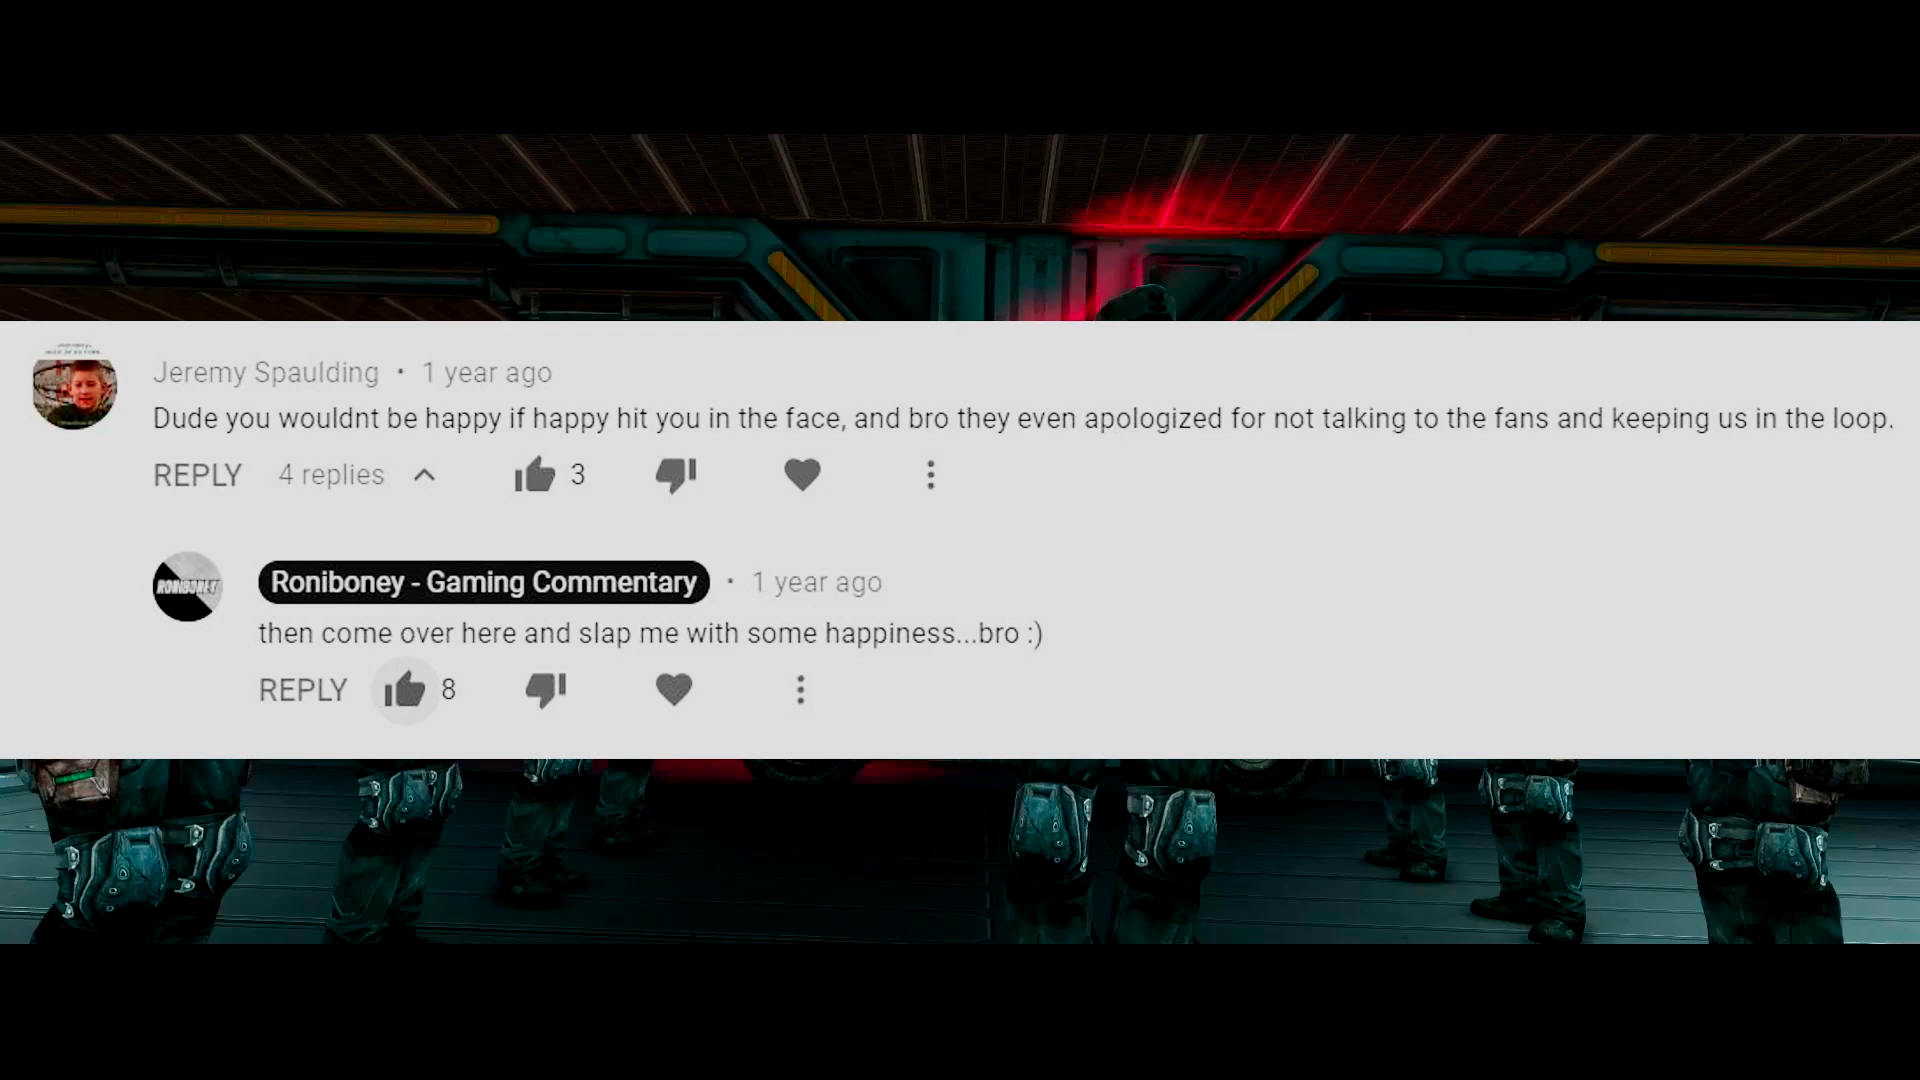 Jeremy Spaulding • 1 year ago
Dude you wouldnt be happy if happy hit you in the face, and bro they even apologized for not talking to the fans and keeping us in the loop.
REPLY 4 replies 3
RONIBONEY
Roniboney - Gaming Commentary • 1 year ago
then come over here and slap me with some happiness...bro :)
REPLY 8